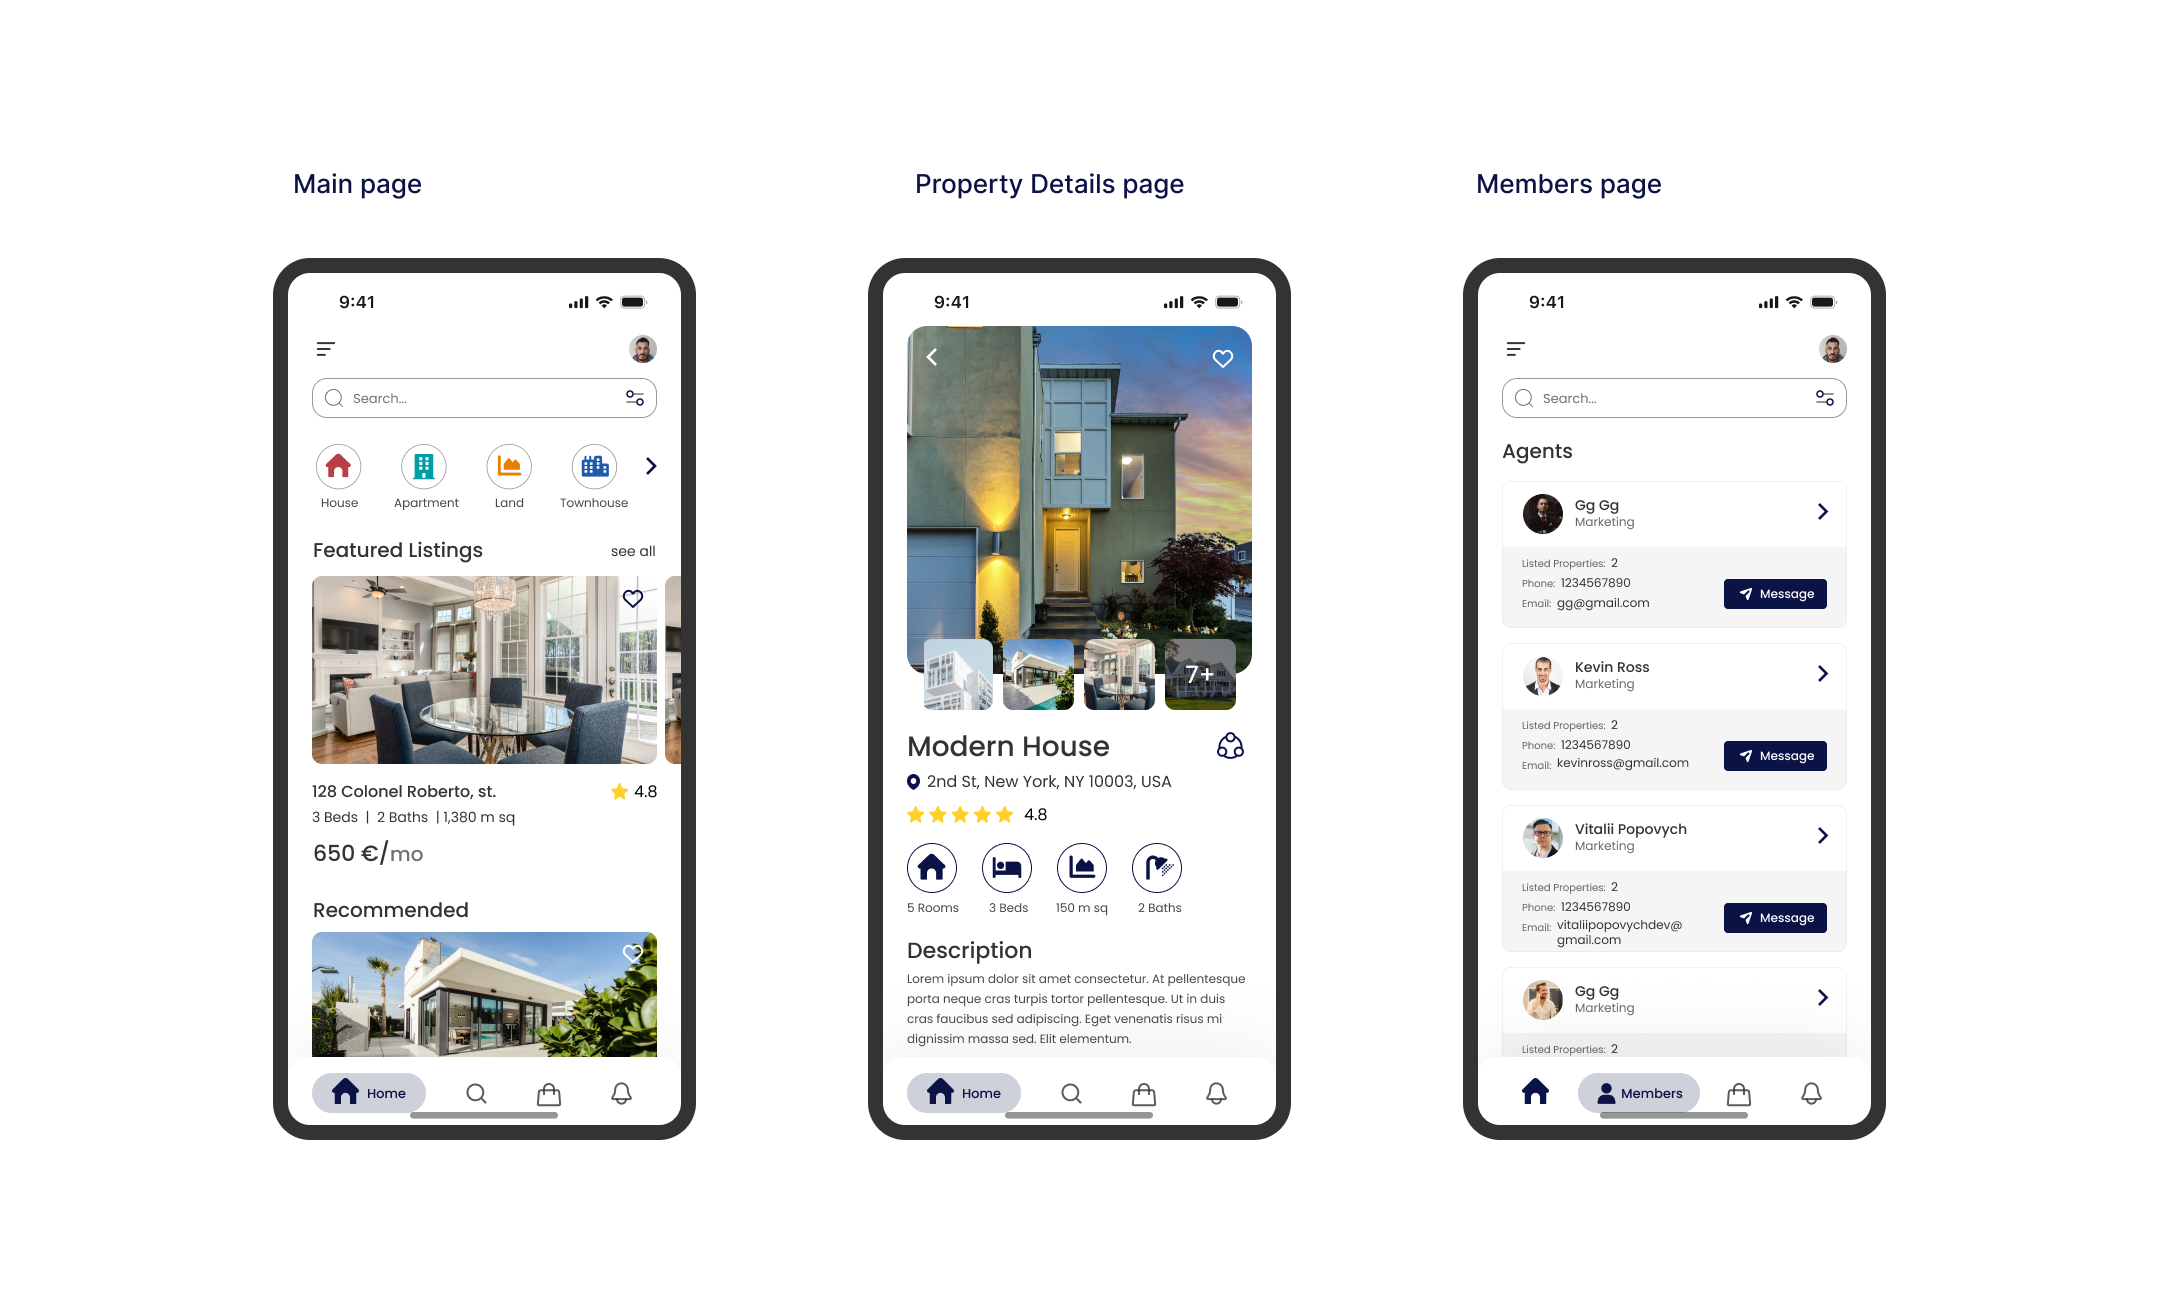 Main page
9:41
Search...
House
Apartment
Land
Townhouse
Featured Listings
see all
128 Colonel Roberto, st.
4.8
3 Beds | 2 Baths | 1,380 m sq
650 €/mo
Recommended
Home
Property Details page
9:41
7+
Modern House
2nd St, New York, NY 10003, USA
4.8
5 Rooms
3 Beds
150 m sq
2 Baths
Description
Lorem ipsum dolor sit amet consectetur. At pellentesque
porta neque cras turpis tortor pellentesque. Ut in duis
cras faucibus sed adipiscing. Eget venenatis risus mi
dignissim massa sed. Elit elementum.
Home
Members page
9:41
Search...
Agents
Gg Gg
Marketing
Listed Properties: 2
Phone: 1234567890
Email: gg@gmail.com
Message
Kevin Ross
Marketing
Listed Properties: 2
Phone: 1234567890
Email: kevinross@gmail.com
Message
Vitalii Popovych
Marketing
Listed Properties: 2
Phone: 1234567890
Email: vitaliipopovychdev@
gmail.com
Message
Gg Gg
Marketing
Listed Properties: 2
Members